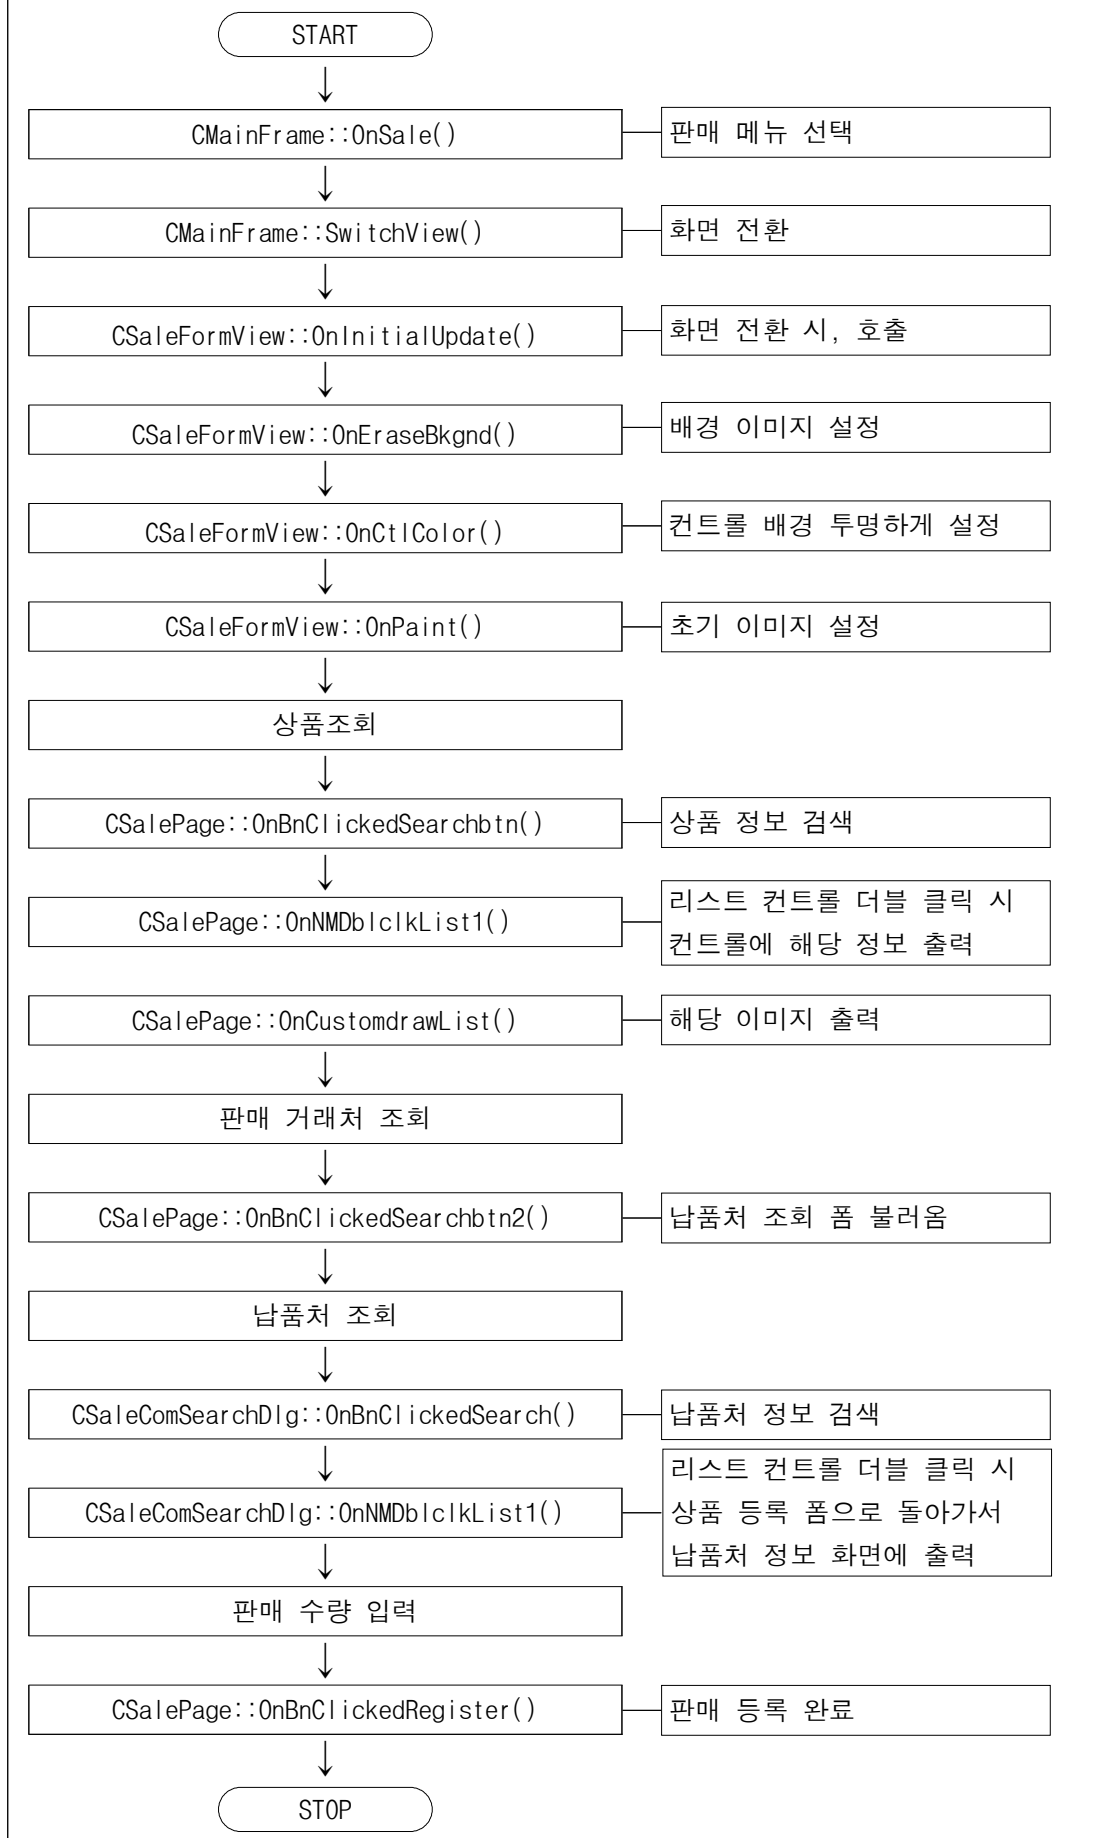 START
CMainFrame::OnSale()
판매 메뉴 선택
CMainFrame::SwitchView()
화면 전환
CSaleFormView::OnInitialUpdate()
화면 전환 시, 호출
CSaleFormView::OnEraseBkgnd()
배경 이미지 설정
CSaleFormView::OnCtlColor()
컨트롤 배경 투명하게 설정
CSaleFormView::OnPaint()
초기 이미지 설정
상품조회
CSalePage::OnBnClickedSearchbtn()
상품 정보 검색
CSalePage::OnNMDblclkList1()
리스트 컨트롤 더블 클릭 시
컨트롤에 해당 정보 출력
CSalePage::OnCustomdrawList()
해당 이미지 출력
판매 거래처 조회
CSalePage::OnBnClickedSearchbtn2()
납품처 조회 폼 불러옴
납품처 조회
CSaleComSearchDlg::OnBnClickedSearch()
납품처 정보 검색
CSaleComSearchDlg::OnNMDblclkList1()
리스트 컨트롤 더블 클릭 시
상품 등록 폼으로 돌아가서
납품처 정보 화면에 출력
판매 수량 입력
CSalePage::OnBnClickedRegister()
판매 등록 완료
STOP